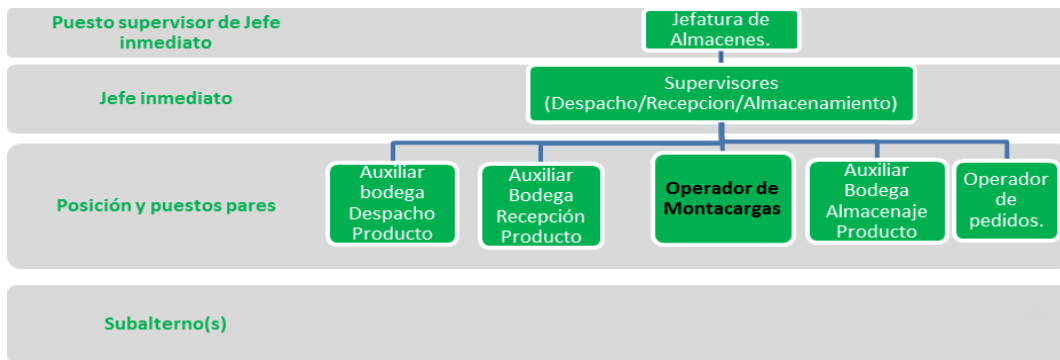 Puesto supervisor de Jefe
inmediato
Jefatura de
Almacenes.
Jefe inmediato
Supervisores
(Despacho/Recepcion/Almacenamiento)
Posición y puestos pares
Auxiliar
bodega
Despacho
Producto
Auxiliar
Bodega
Recepción
Producto
Operador de
Montacargas
Auxiliar
Bodega
Almacenaje
Producto
Operador
de
pedidos.
Subalterno(s)